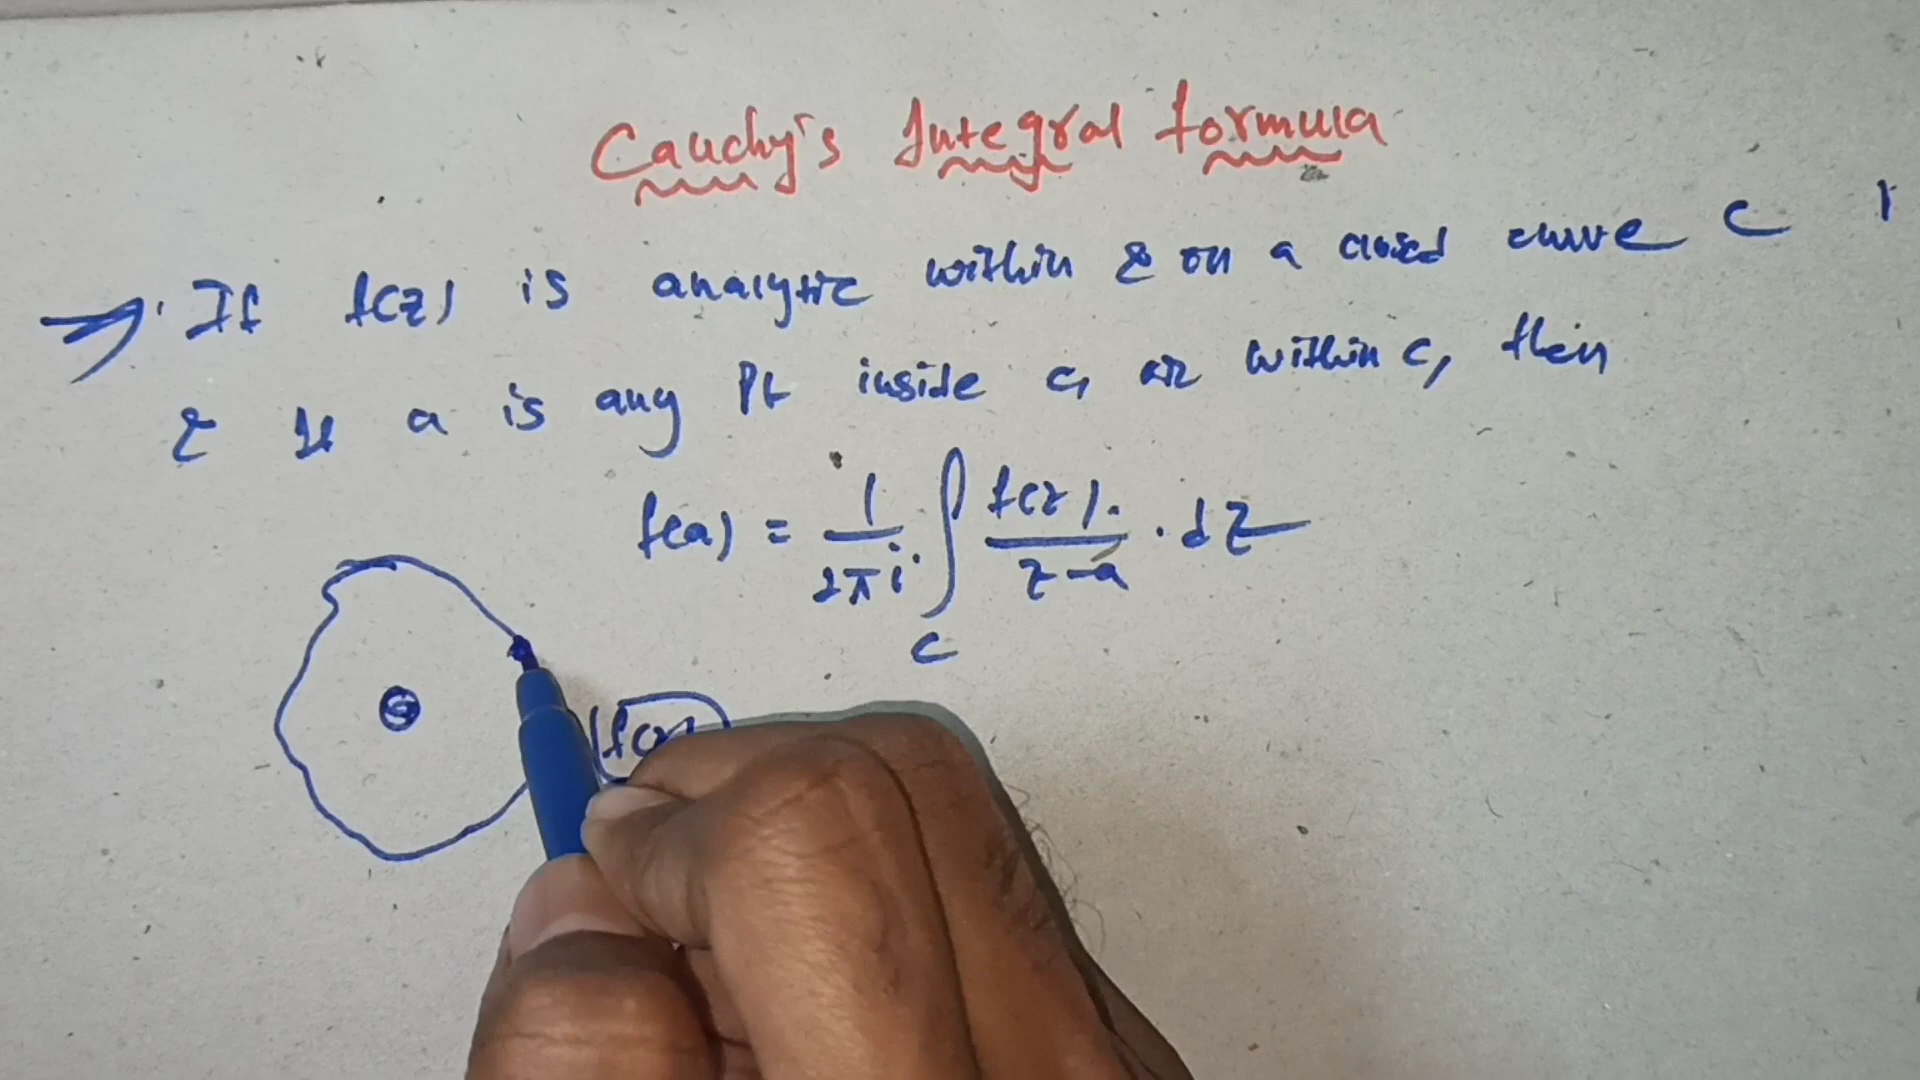 Cauchy's Integral formula
⇒ If f(z) is analytic within & on a closed curve C
& If a is any Pt inside C, or within C, then
f(a) = 1/2πi ∫_C f(z)/z-a . dz